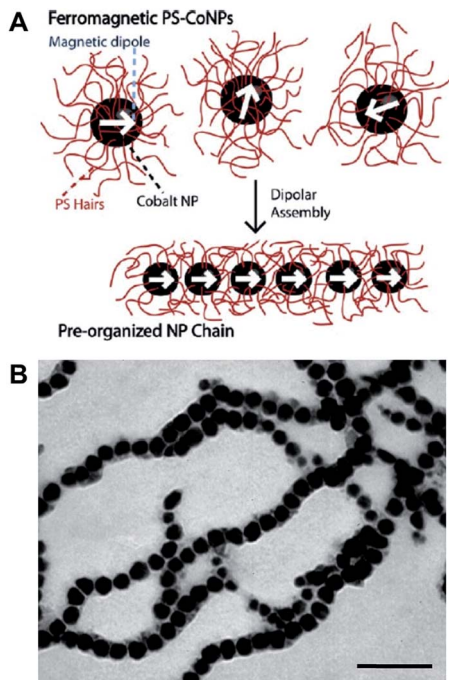 A
Ferromagnetic PS-CoNPs
Magnetic dipole
PS Hairs
Cobalt NP
Dipolar
Assembly
Pre-organized NP Chain
B